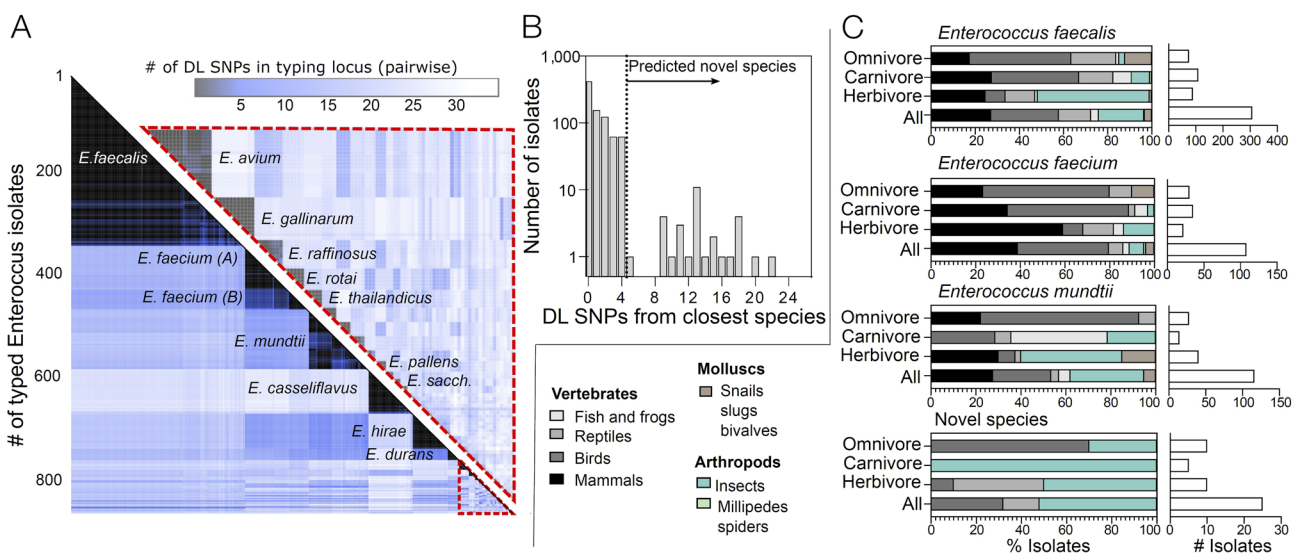 A
# of DL SNPs in typing locus (pairwise)
5 10 15 20 25 30
1
200
400
600
800
# of typed Enteroccus isolates
E.faecalis
E. faecium (A)
E. faecium (B)
E. mundtii
E. casseliflavus
E. hirae
E. durans
E. avium
E. gallinarum
E. raffinosus
E. rotai
E. thailandicus
E. pallens
E. sacch.
B
1,000
100
10
1
Number of isolates
Predicted novel species
0 4 8 12 16 20 24
DL SNPs from closest species
Vertebrates
Fish and frogs
Reptiles
Birds
Mammals
Molluscs
Snails
slugs
bivalves
Arthropods
Insects
Millipedes
spiders
C
Enterococcus faecalis
Omnivore
Carnivore
Herbivore
All
0 20 40 60 80 100
0 100 200 300 400
Enterococcus faecium
Omnivore
Carnivore
Herbivore
All
0 20 40 60 80 100
0 50 100 150
Enterococcus mundtii
Omnivore
Carnivore
Herbivore
All
0 20 40 60 80 100
0 50 100 150
Novel species
Omnivore
Carnivore
Herbivore
All
0 20 40 60 80 100
0 10 20 30
% Isolates
# Isolates